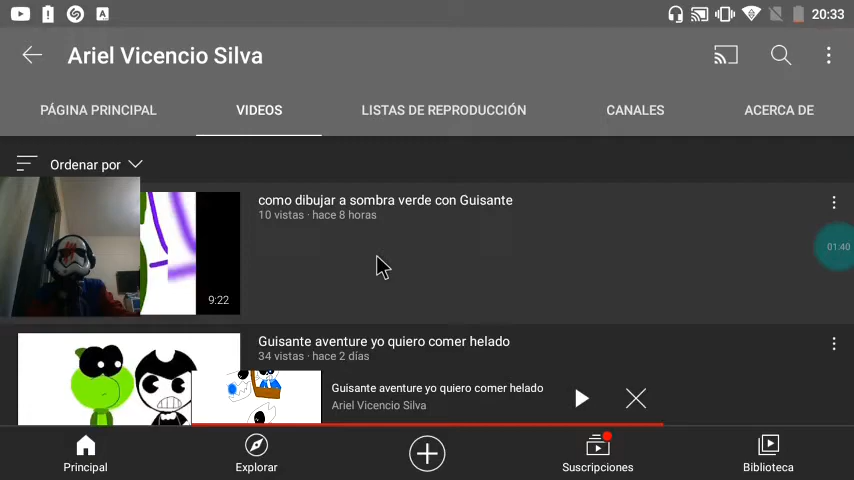 20:33
Ariel Vicencio Silva
PÁGINA PRINCIPAL VIDEOS LISTAS DE REPRODUCCIÓN CANALES ACERCA DE
Ordenar por
como dibujar a sombra verde con Guisante
10 vistas · hace 8 horas
01:40
9:22
Guisante aventure yo quiero comer helado
34 vistas · hace 2 días
Guisante aventure yo quiero comer helado
Ariel Vicencio Silva
Principal Explorar Suscripciones Biblioteca